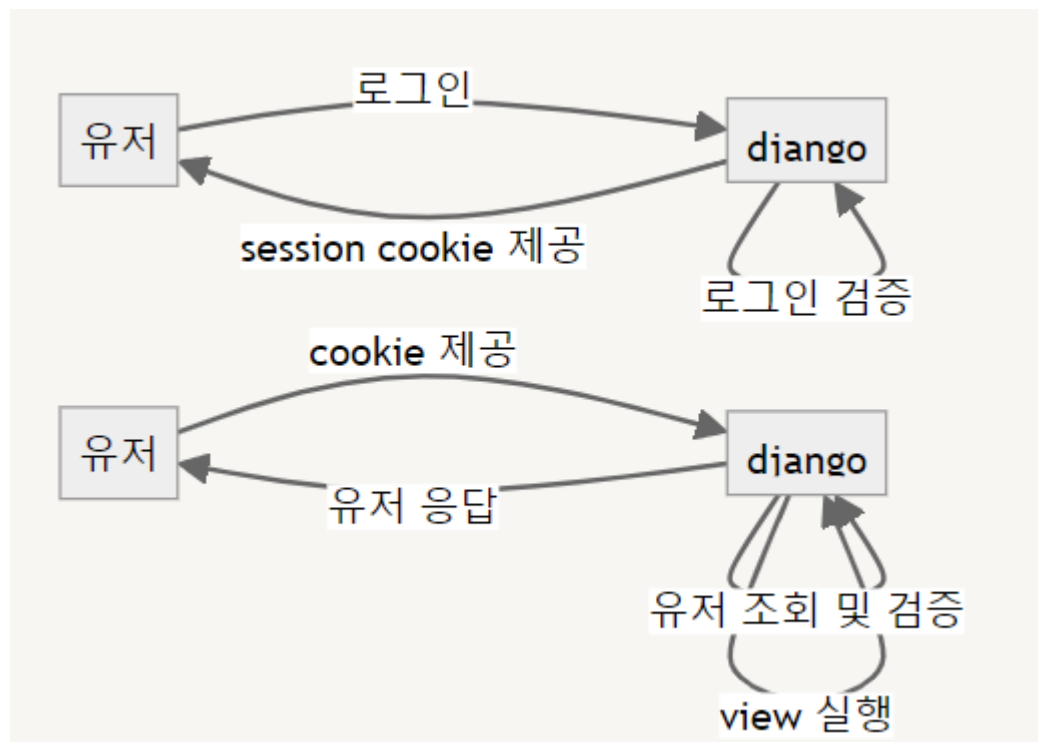 로그인
유저
django
session cookie 제공
로그인 검증
cookie 제공
유저
django
유저 응답
유저 조회 및 검증
view 실행